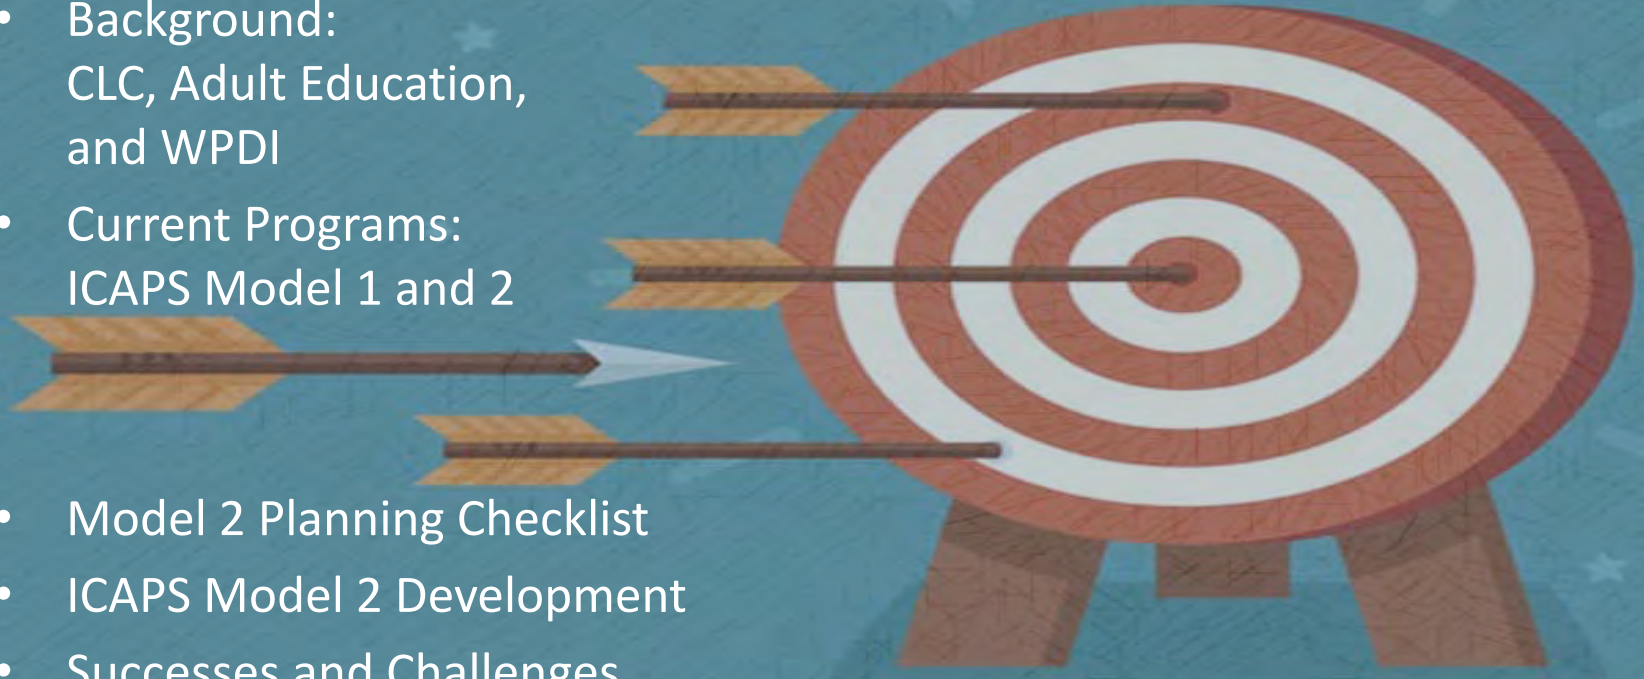 • Background:
CLC, Adult Education,
and WPDI
• Current Programs:
ICAPS Model 1 and 2
• Model 2 Planning Checklist
• ICAPS Model 2 Development
• Successes and Challenges